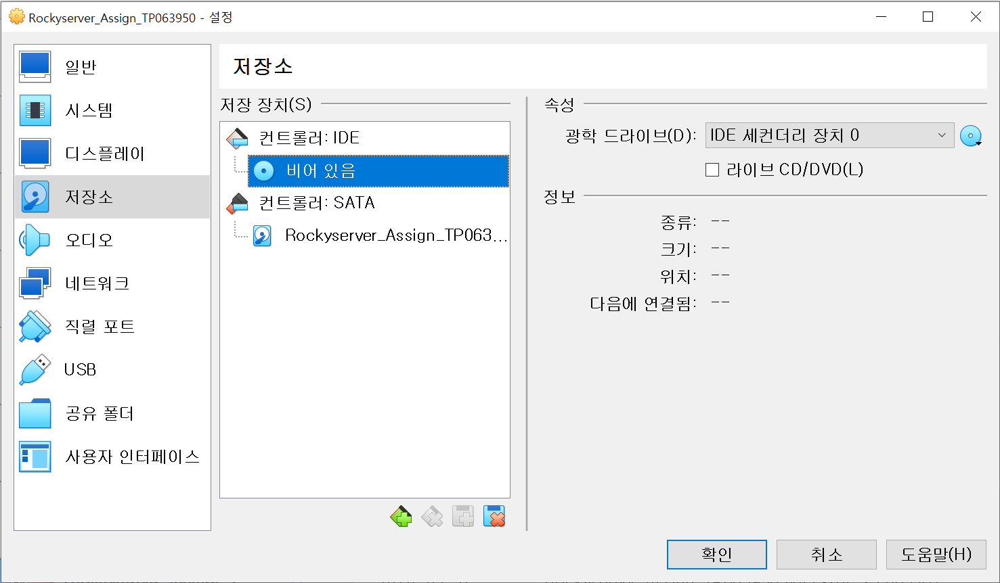 Rockyserver_Assign_TP063950 - 설정
일반
시스템
디스플레이
저장소
오디오
네트워크
직렬 포트
USB
공유 폴더
사용자 인터페이스
저장소
저장 장치(S)
컨트롤러: IDE
비어 있음
컨트롤러: SATA
Rockyserver_Assign_TP063...
속성
광학 드라이브(D): IDE 세컨더리 장치 0
라이브 CD/DVD(L)
정보
종류: --
크기: --
위치: --
다음에 연결됨: --
확인 취소 도움말(H)